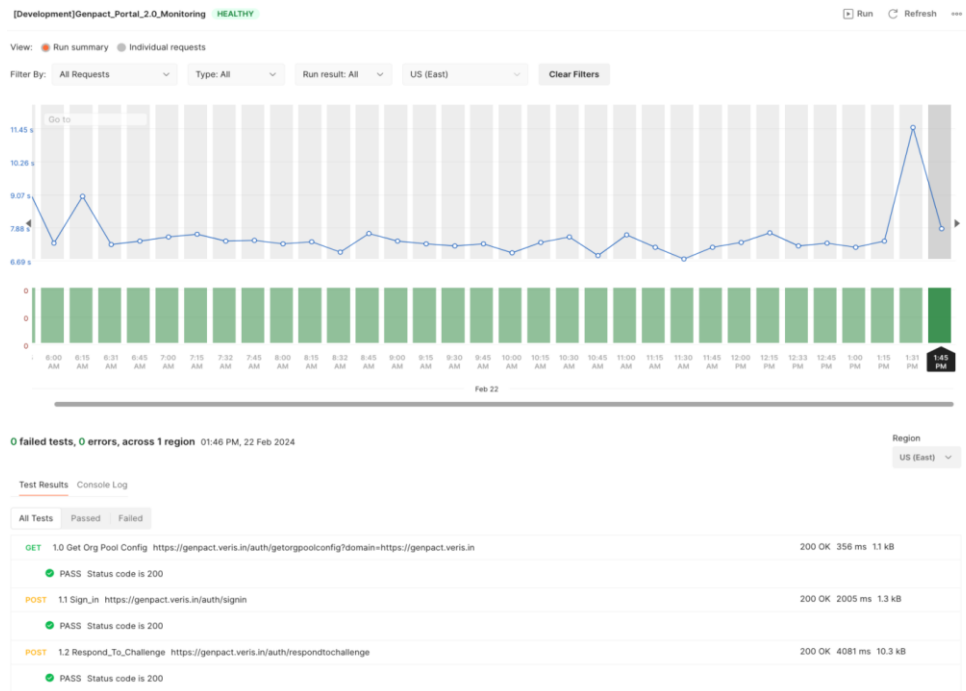 [Development]Genpact_Portal_2.0_Monitoring HEALTHY Run Refresh
View: Run summary Individual requests
Filter By: All Requests Type: All Run result: All US (East) Clear Filters
Go to
11.45 s
10.26 s
9.07 s
7.88 s
6.69 s
0
0
0
6:00 AM 6:15 AM 6:31 AM 6:45 AM 7:00 AM 7:15 AM 7:32 AM 7:45 AM 8:00 AM 8:15 AM 8:32 AM 8:45 AM 9:00 AM 9:15 AM 9:30 AM 9:45 AM 10:00 AM 10:15 AM 10:30 AM 10:45 AM 11:00 AM 11:15 AM 11:30 AM 11:45 AM 12:00 PM 12:15 PM 12:33 PM 12:45 PM 1:00 PM 1:15 PM 1:31 PM 1:45 PM
Feb 22
0 failed tests, 0 errors, across 1 region 01:46 PM, 22 Feb 2024
Region
US (East)
Test Results Console Log
All Tests Passed Failed
GET 1.0 Get Org Pool Config https://genpact.veris.in/auth/getorgpoolconfig?domain=https://genpact.veris.in 200 OK 356 ms 1.1 kB
PASS Status code is 200
POST 1.1 Sign_in https://genpact.veris.in/auth/signin 200 OK 2005 ms 1.3 kB
PASS Status code is 200
POST 1.2 Respond_To_Challenge https://genpact.veris.in/auth/respondtochallenge 200 OK 4081 ms 10.3 kB
PASS Status code is 200